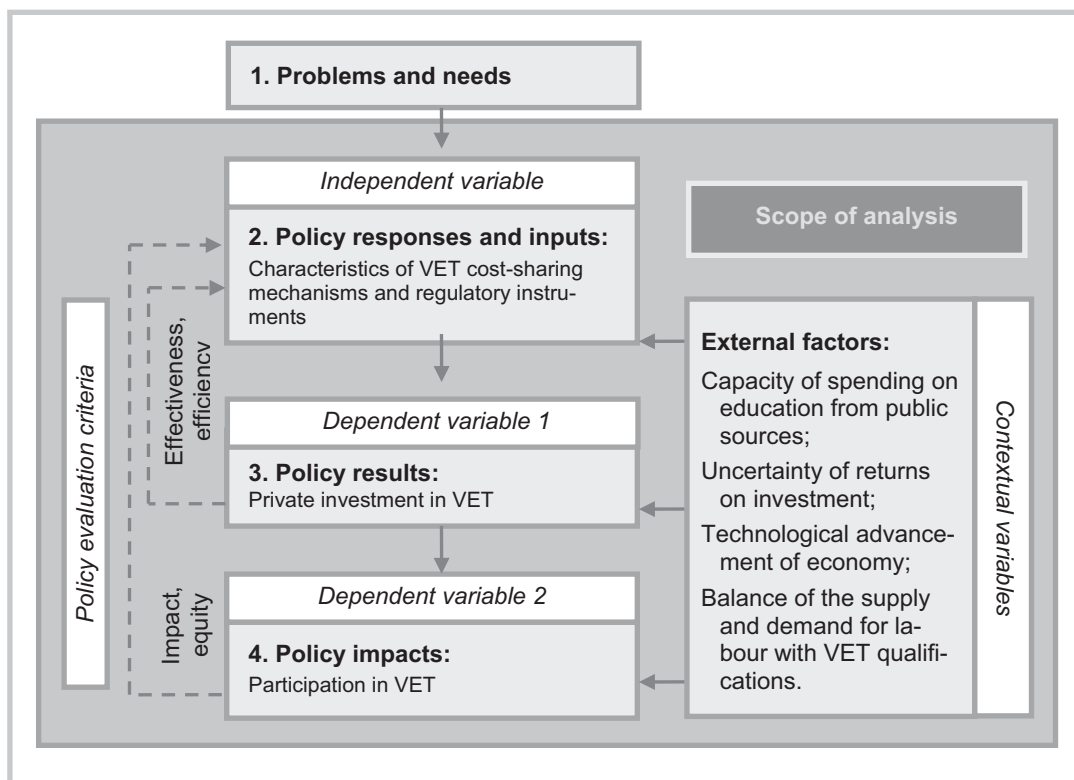 1. Problems and needs
Independent variable
2. Policy responses and inputs:
Characteristics of VET cost-sharing
mechanisms and regulatory instru-
ments
Scope of analysis
Policy evaluation criteria
Effectiveness,
efficiency
External factors:
Capacity of spending on
education from public
sources;
Uncertainty of returns
on investment;
Technological advance-
ment of economy;
Balance of the supply
and demand for la-
bour with VET qualifi-
cations.
Contextual variables
Dependent variable 1
3. Policy results:
Private investment in VET
Impact,
equity
Dependent variable 2
4. Policy impacts:
Participation in VET